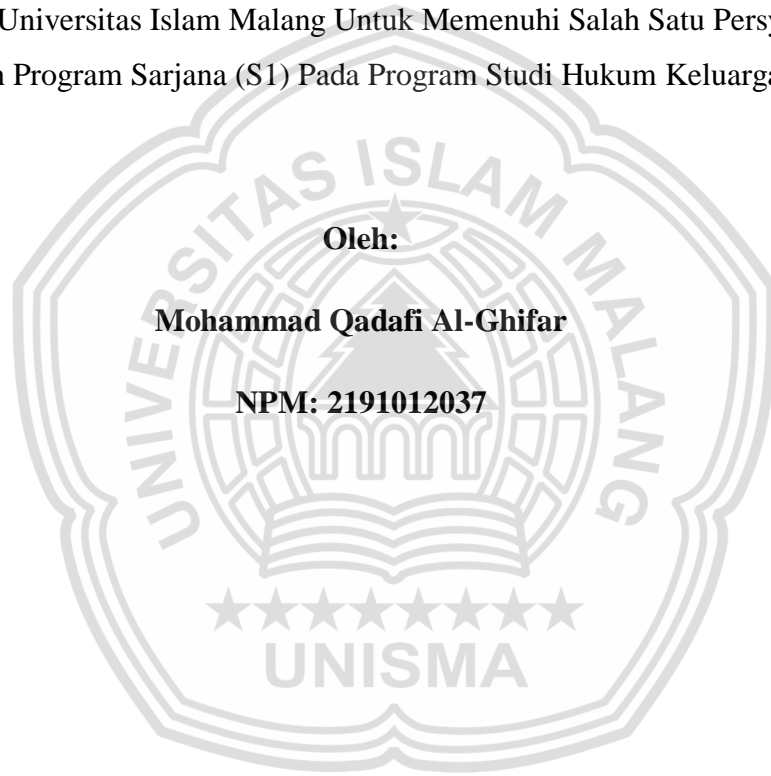 Universitas Islam Malang Untuk Memenuhi Salah Satu
Program Sarjana (S1) Pada Program Studi Hukum
UNIVERSITAS ISLAM MALANG
Oleh:
Mohammad Qadafi Al-Ghifar
NPM: 2191012037
UNISMA